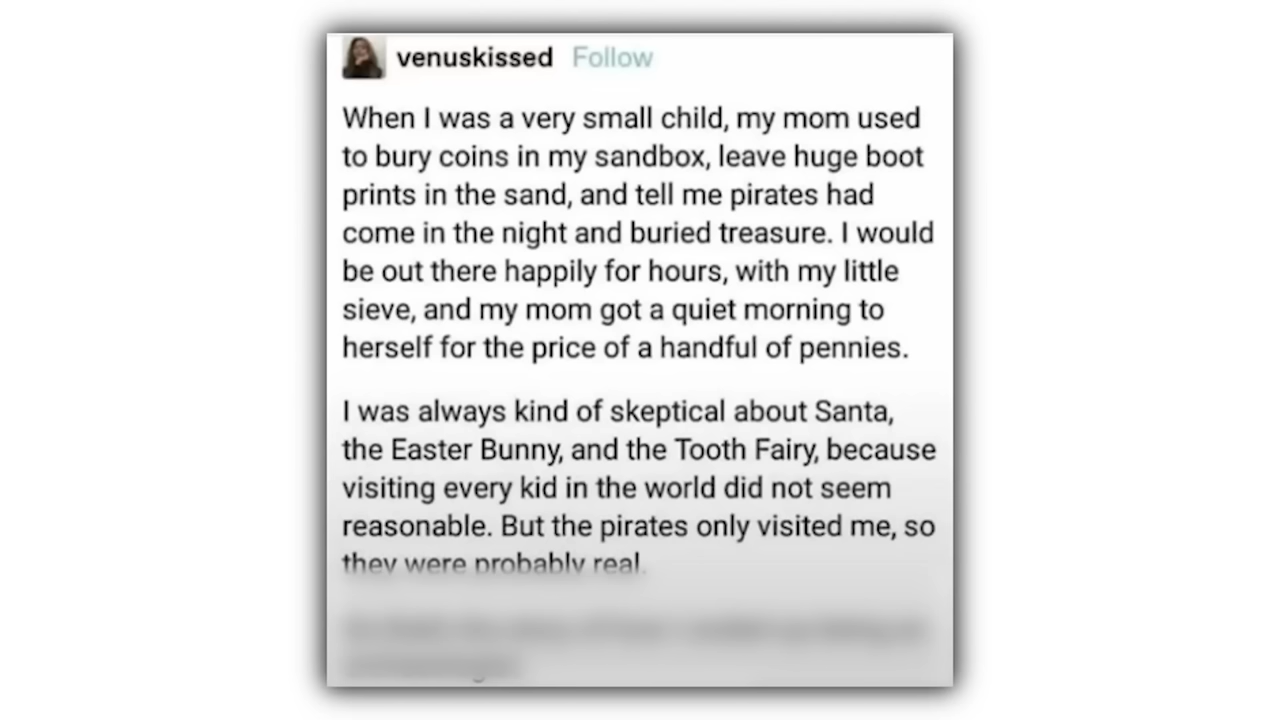 venuskissed Follow
When I was a very small child, my mom used
to bury coins in my sandbox, leave huge boot
prints in the sand, and tell me pirates had
come in the night and buried treasure. I would
be out there happily for hours, with my little
sieve, and my mom got a quiet morning to
herself for the price of a handful of pennies.
I was always kind of skeptical about Santa,
the Easter Bunny, and the Tooth Fairy, because
visiting every kid in the world did not seem
reasonable. But the pirates only visited me, so
they were probably real.